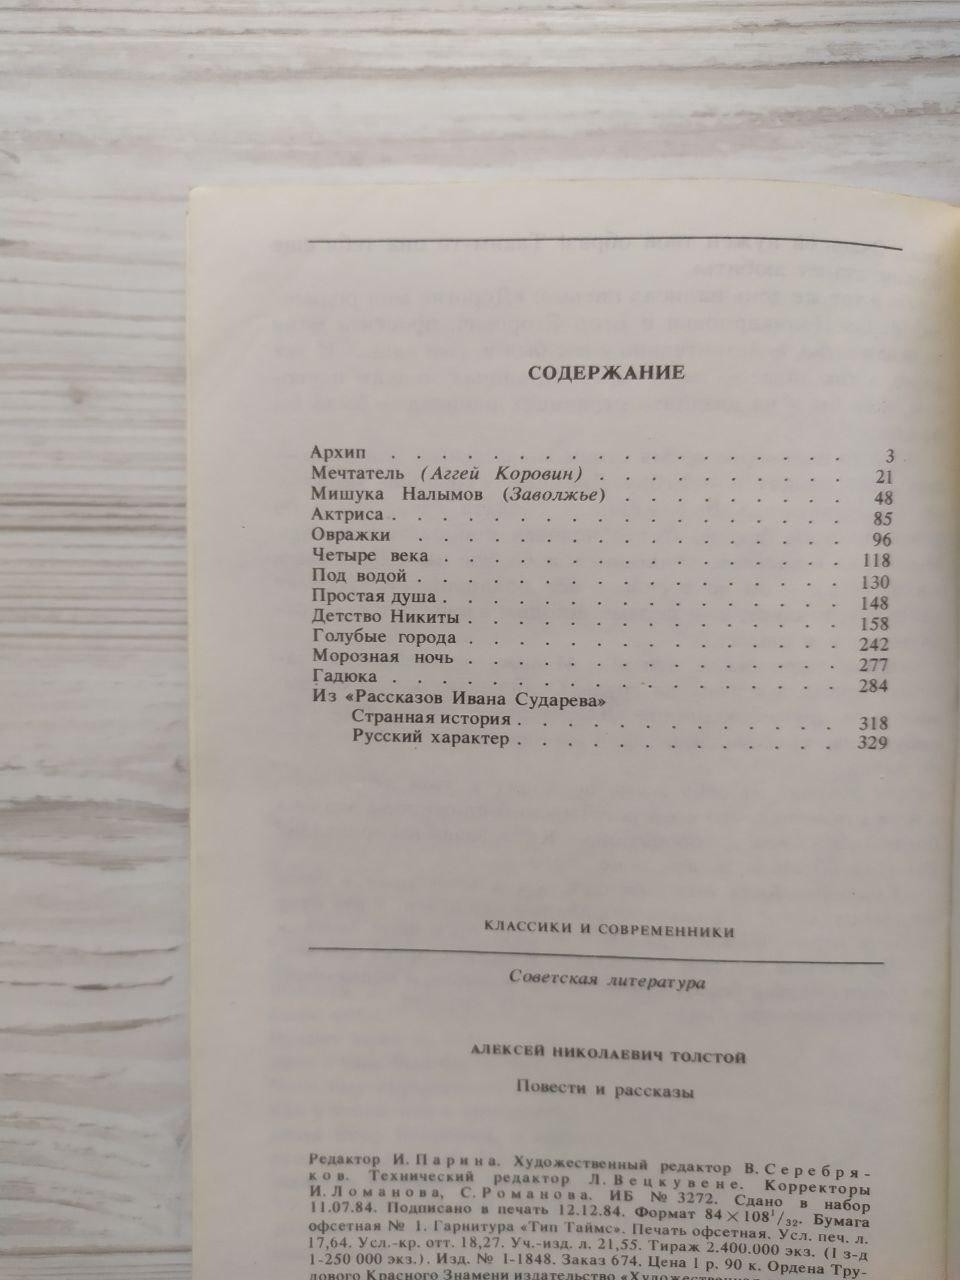 СОДЕРЖАНИЕ
Архип . . . . . . . . . . . . . . . . . . 3
Мечтатель (Аггей Коровин) . . . . . . . . . . 21
Мишука Налымов (Заволжье) . . . . . . . . . 48
Актриса . . . . . . . . . . . . . . . . . . 85
Овражки . . . . . . . . . . . . . . . . . 96
Четыре века . . . . . . . . . . . . . . . . 118
Под водой . . . . . . . . . . . . . . . . . 130
Простая душа . . . . . . . . . . . . . . . . 148
Детство Никиты . . . . . . . . . . . . . . . 158
Голубые города . . . . . . . . . . . . . . . 242
Морозная ночь . . . . . . . . . . . . . . . 277
Гадюка . . . . . . . . . . . . . . . . . . 284
Из «Рассказов Ивана Сударева»
Странная история . . . . . . . . . . . . . 318
Русский характер . . . . . . . . . . . . . 329
КЛАССИКИ И СОВРЕМЕННИКИ
Советская литература
АЛЕКСЕЙ НИКОЛАЕВИЧ ТОЛСТОЙ
Повести и рассказы
Редактор И. Парина. Художественный редактор В. Серебря-
ков. Технический редактор Л. Вецкувене. Корректоры
И. Ломанова, С. Романова. ИБ № 3272. Сдано в набор
11.07.84. Подписано в печать 12.12.84. Формат 84×108¹/₃₂. Бумага
офсетная № 1. Гарнитура «Тип Таймс». Печать офсетная. Усл. печ. л.
17,64. Усл.-кр. отт. 18,27. Уч.-изд. л. 21,55. Тираж 2.400.000 экз. (I з-д
1-250 000 экз.). Изд. № I-1848. Заказ 674. Цена 1 р. 90 к. Ордена Тру-
дового Красного Знамени издательство «Художественная